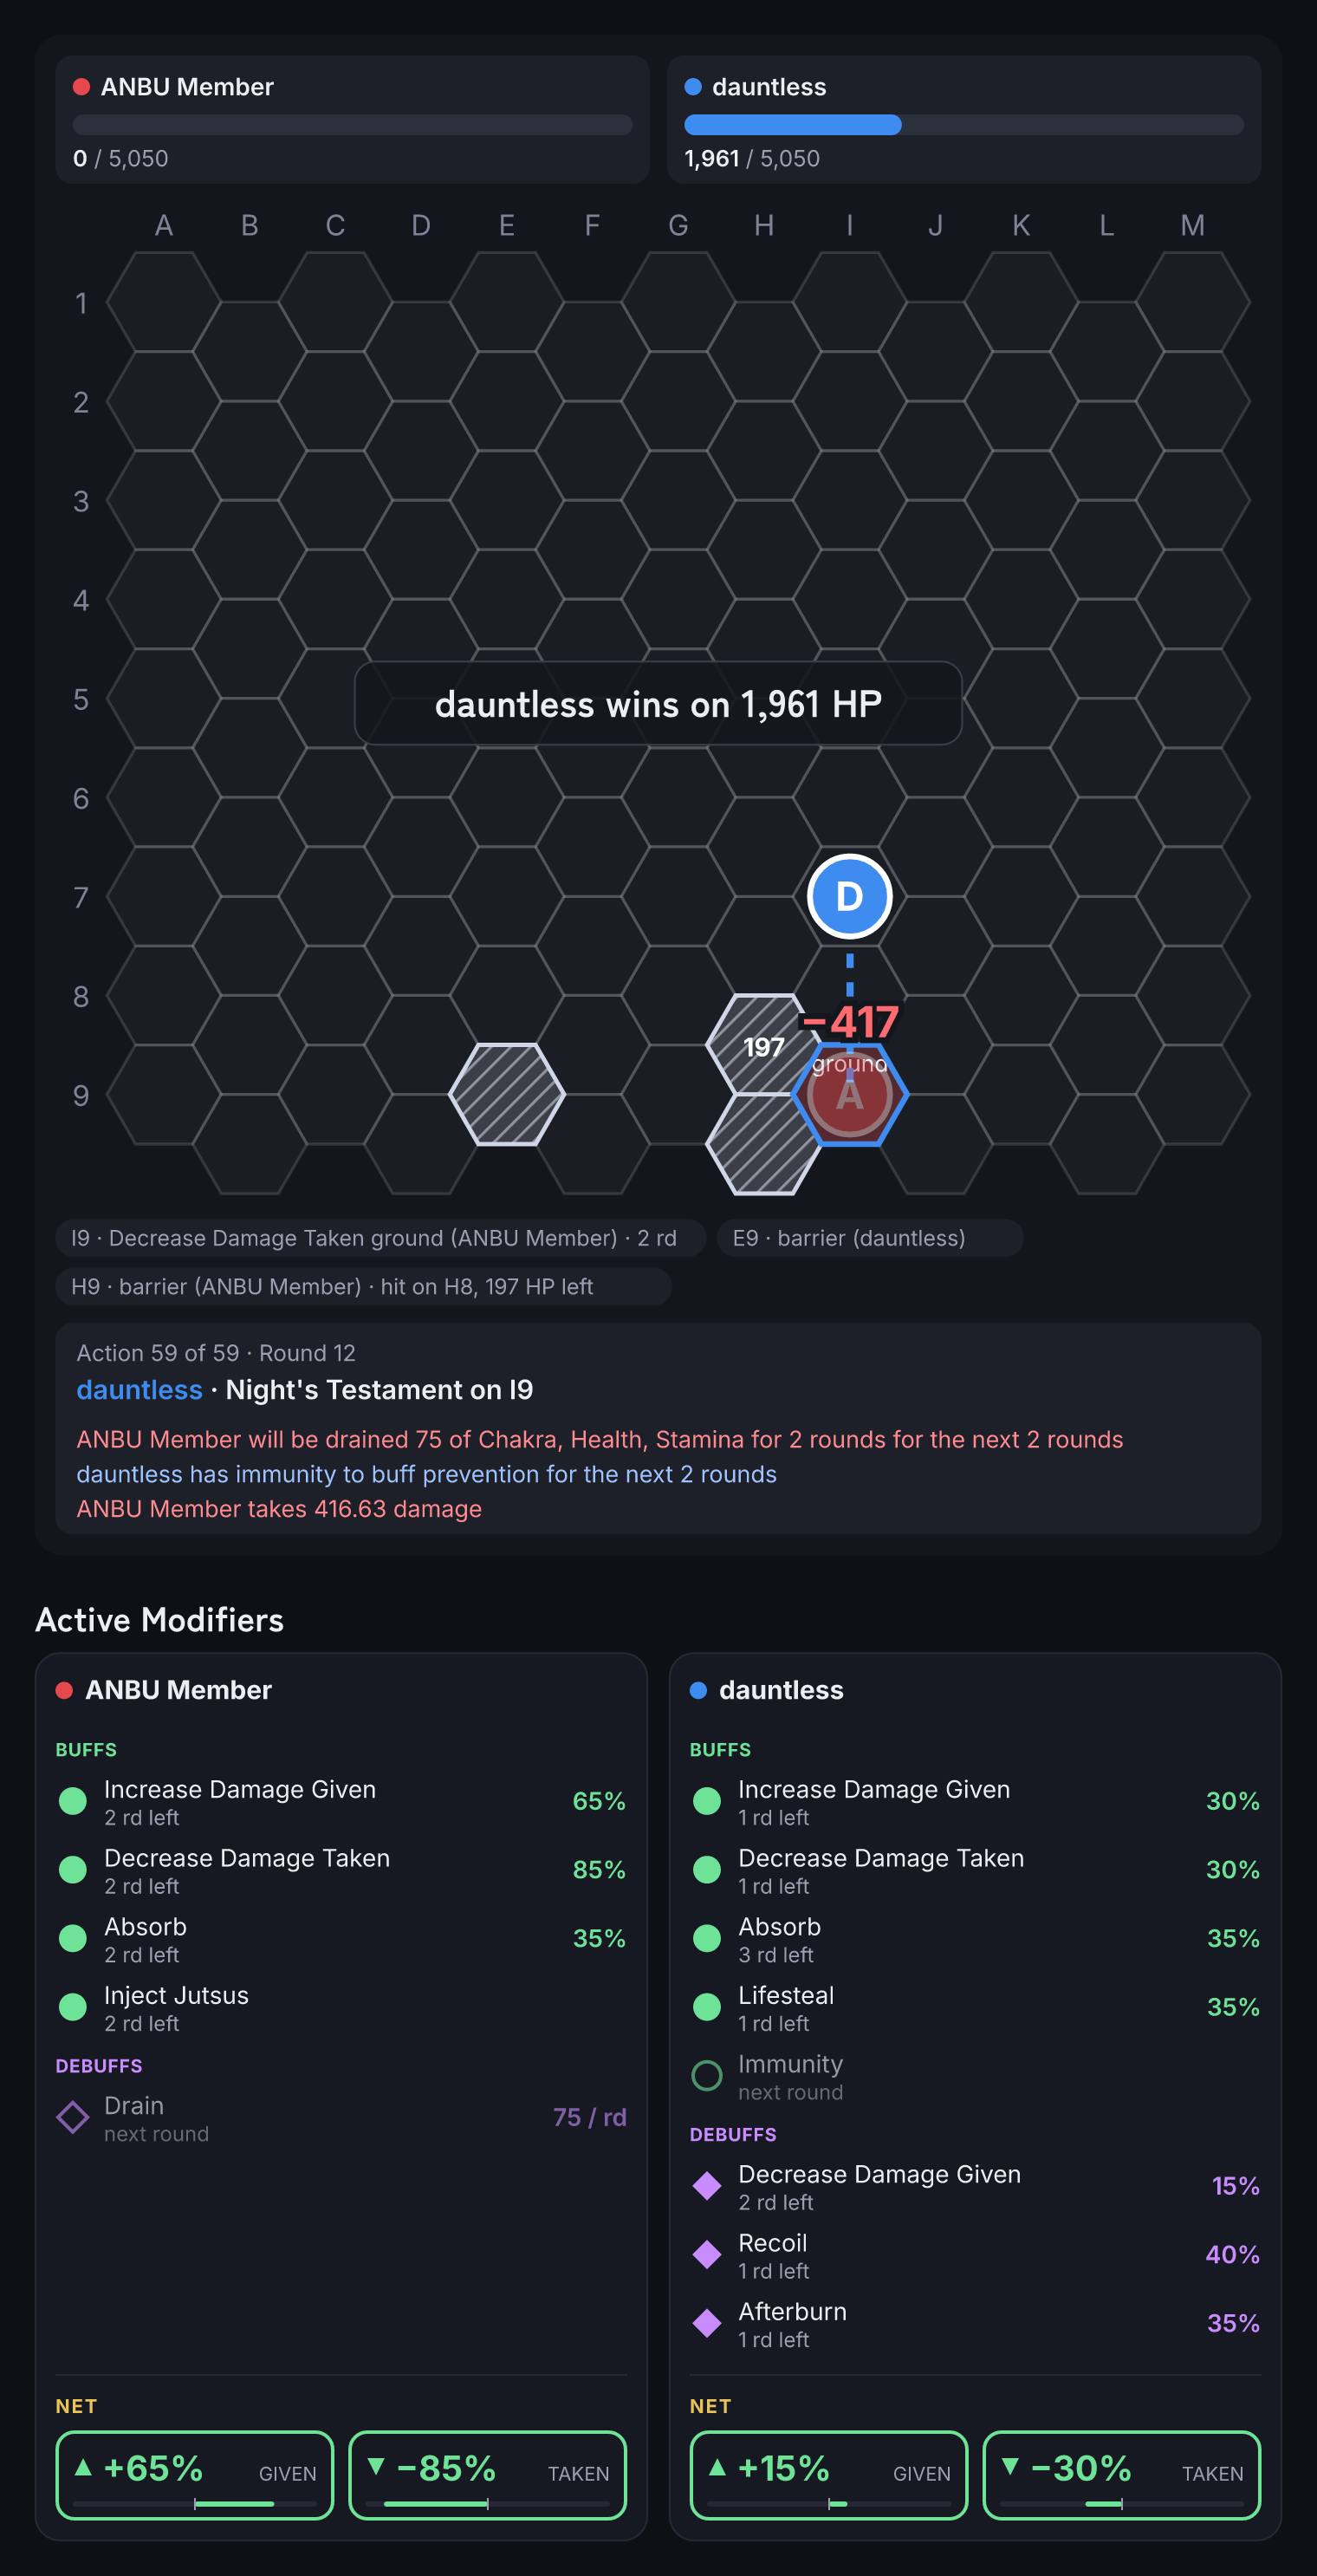 ANBU Member
0 / 5,050
dauntless
1,961 / 5,050
A B C D E F G H I J K L M
1
2
3
4
5
dauntless wins on 1,961 HP
6
7
D
8
−417
197
ground
9
A
I9 · Decrease Damage Taken ground (ANBU Member) · 2 rd
E9 · barrier (dauntless)
H9 · barrier (ANBU Member) · hit on H8, 197 HP left
Action 59 of 59 · Round 12
dauntless · Night's Testament on I9
ANBU Member will be drained 75 of Chakra, Health, Stamina for 2 rounds for the next 2 rounds
dauntless has immunity to buff prevention for the next 2 rounds
ANBU Member takes 416.63 damage
Active Modifiers
ANBU Member
BUFFS
Increase Damage Given 65%
2 rd left
Decrease Damage Taken 85%
2 rd left
Absorb 35%
2 rd left
Inject Jutsus
2 rd left
DEBUFFS
Drain 75 / rd
next round
NET
▲ +65% GIVEN
▼ −85% TAKEN
dauntless
BUFFS
Increase Damage Given 30%
1 rd left
Decrease Damage Taken 30%
1 rd left
Absorb 35%
3 rd left
Lifesteal 35%
1 rd left
Immunity
next round
DEBUFFS
Decrease Damage Given 15%
2 rd left
Recoil 40%
1 rd left
Afterburn 35%
1 rd left
NET
▲ +15% GIVEN
▼ −30% TAKEN